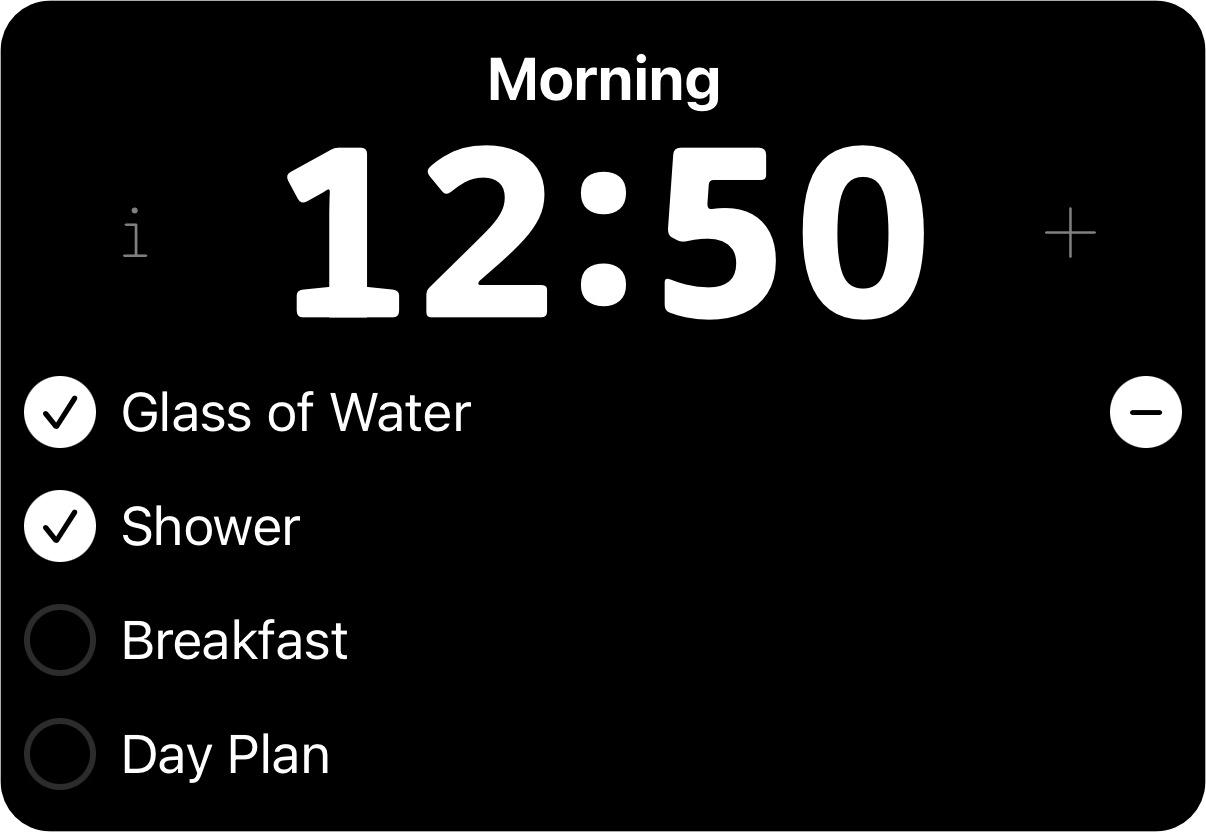 Morning
i 12:50 +
Glass of Water
Shower
Breakfast
Day Plan